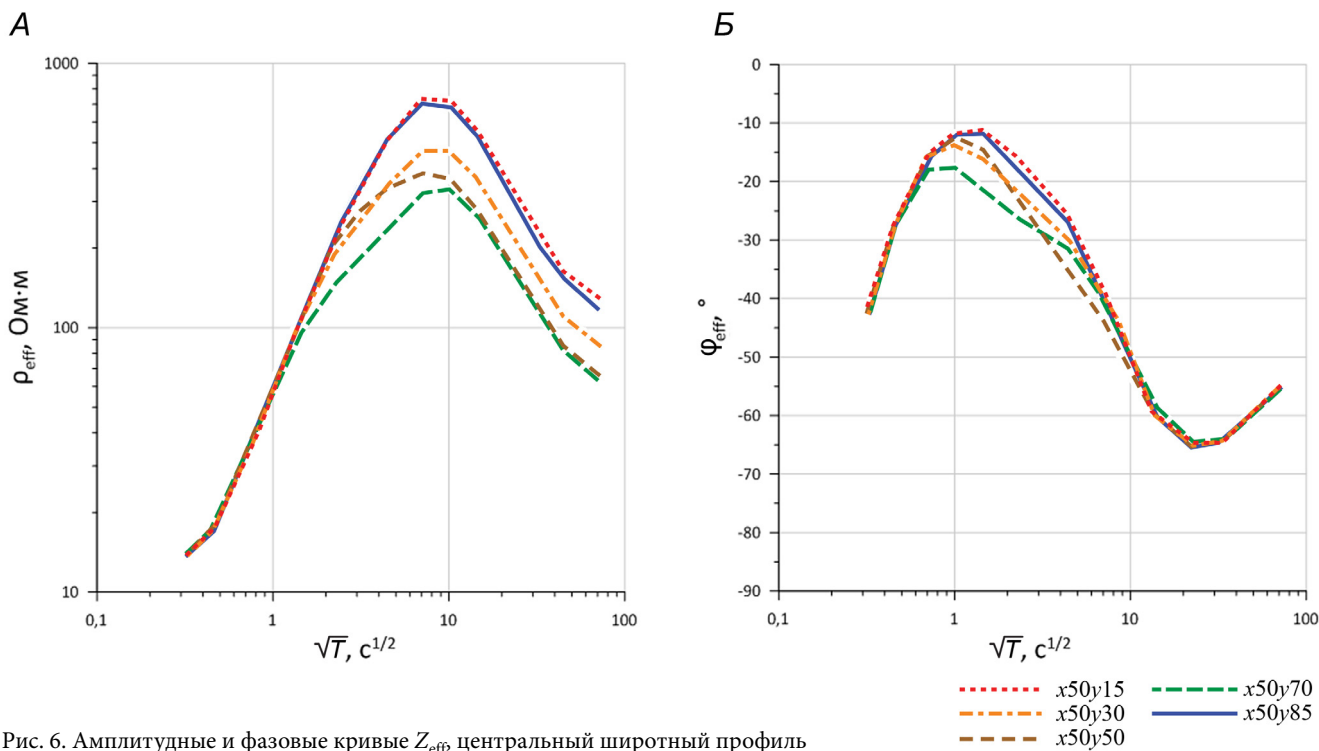 А
1000
100
10
0,1
1
10
100
ρeff, Ом·м
√T, с1/2
Б
0
-10
-20
-30
-40
-50
-60
-70
-80
-90
0,1
1
10
100
φeff, °
√T, с1/2
x50y15
x50y30
x50y50
x50y70
x50y85
Рис. 6. Амплитудные и фазовые кривые Zeff, центральный широтный профиль